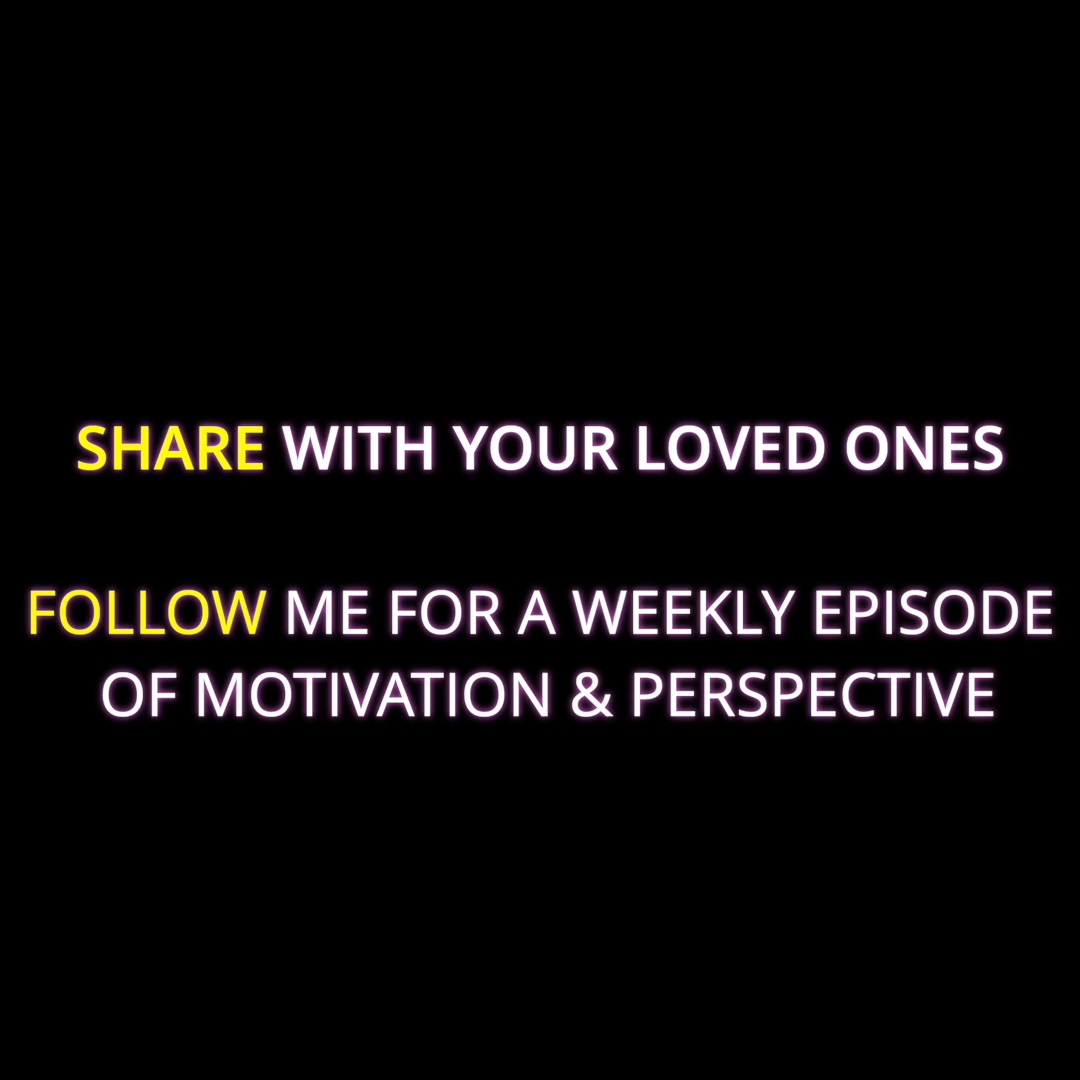 SHARE WITH YOUR LOVED ONES
FOLLOW ME FOR A WEEKLY EPISODE
OF MOTIVATION & PERSPECTIVE